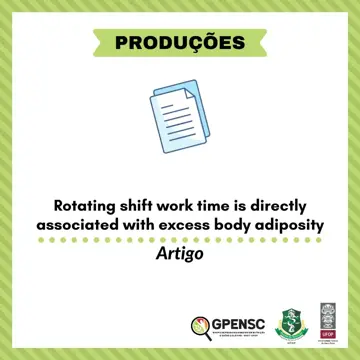 PRODUÇÕES
Rotating shift work time is directly
associated with excess body adiposity
Artigo
GPENSC
UFOP